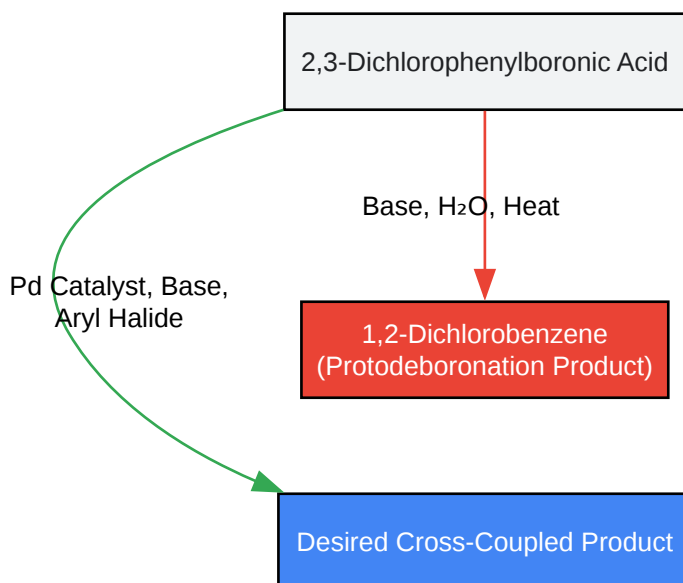 2,3-Dichlorophenylboronic Acid
Base, H₂O, Heat
Pd Catalyst, Base,
Aryl Halide
1,2-Dichlorobenzene
(Protodeboronation Product)
Desired Cross-Coupled Product